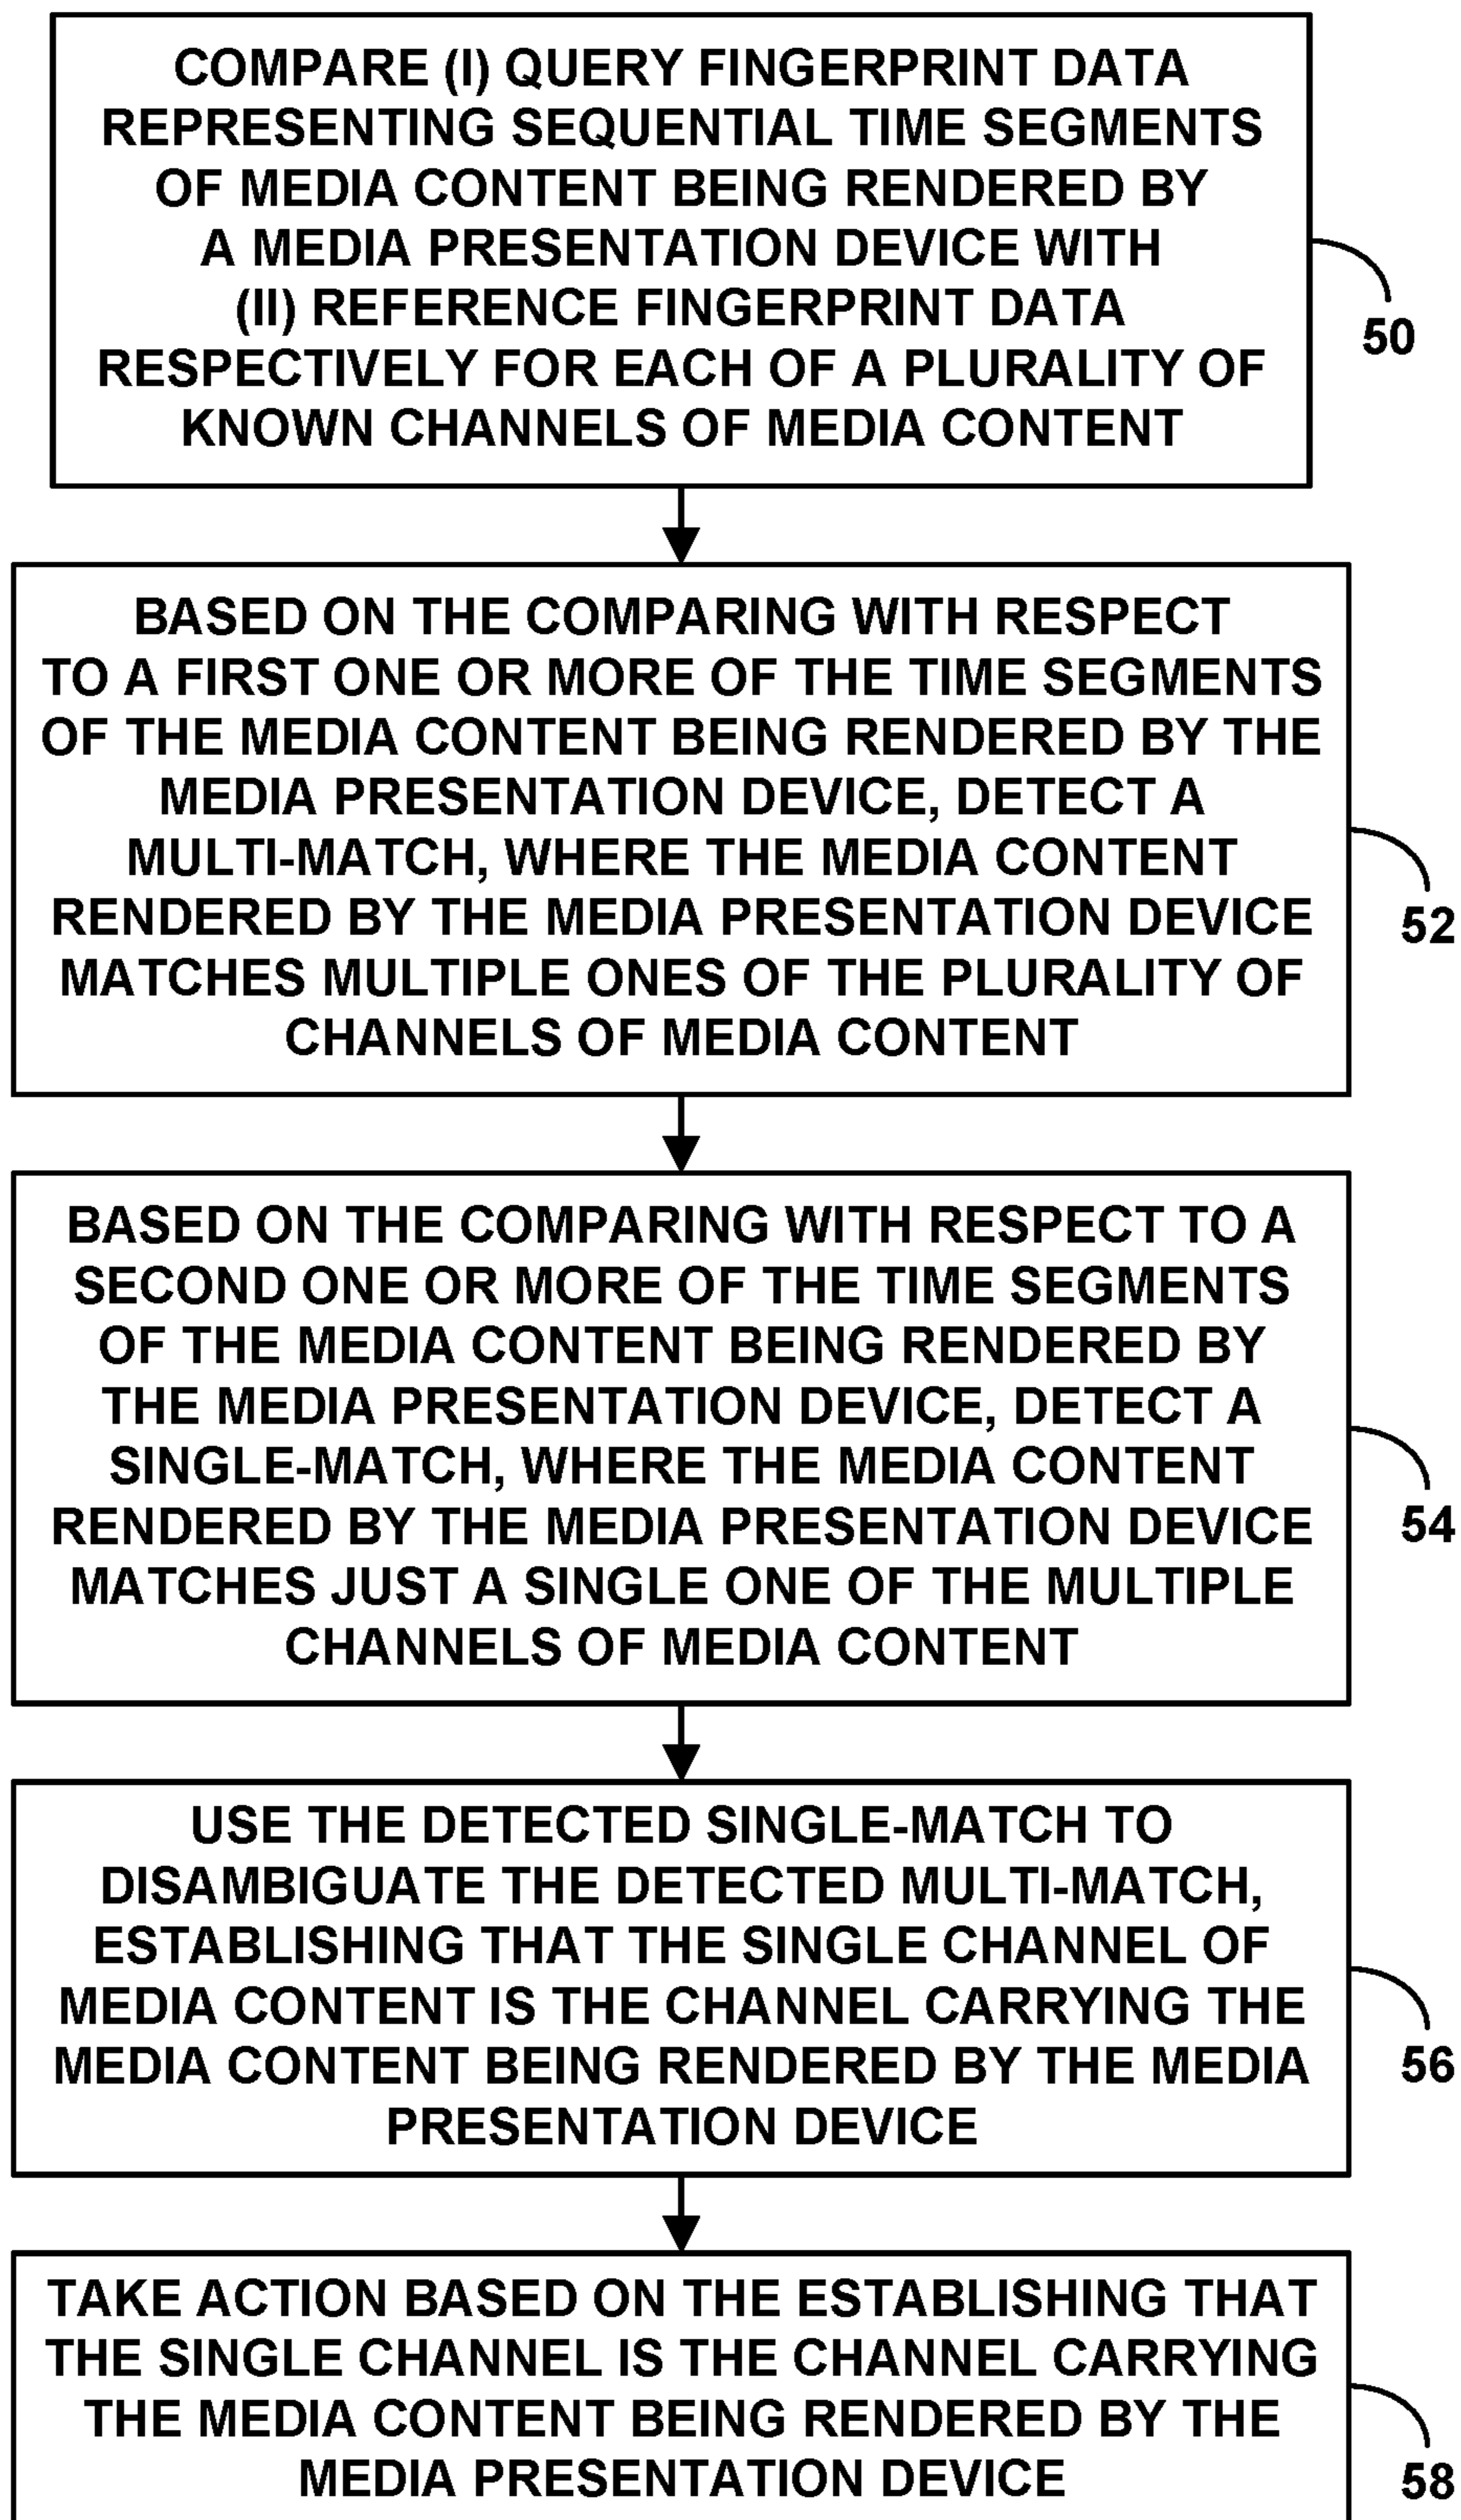 COMPARE (I) QUERY FINGERPRINT DATA
REPRESENTING SEQUENTIAL TIME SEGMENTS
OF MEDIA CONTENT BEING RENDERED BY
A MEDIA PRESENTATION DEVICE WITH
(II) REFERENCE FINGERPRINT DATA
RESPECTIVELY FOR EACH OF A PLURALITY OF
KNOWN CHANNELS OF MEDIA CONTENT
50
BASED ON THE COMPARING WITH RESPECT
TO A FIRST ONE OR MORE OF THE TIME SEGMENTS
OF THE MEDIA CONTENT BEING RENDERED BY THE
MEDIA PRESENTATION DEVICE, DETECT A
MULTI-MATCH, WHERE THE MEDIA CONTENT
RENDERED BY THE MEDIA PRESENTATION DEVICE
MATCHES MULTIPLE ONES OF THE PLURALITY OF
CHANNELS OF MEDIA CONTENT
52
BASED ON THE COMPARING WITH RESPECT TO A
SECOND ONE OR MORE OF THE TIME SEGMENTS
OF THE MEDIA CONTENT BEING RENDERED BY
THE MEDIA PRESENTATION DEVICE, DETECT A
SINGLE-MATCH, WHERE THE MEDIA CONTENT
RENDERED BY THE MEDIA PRESENTATION DEVICE
MATCHES JUST A SINGLE ONE OF THE MULTIPLE
CHANNELS OF MEDIA CONTENT
54
USE THE DETECTED SINGLE-MATCH TO
DISAMBIGUATE THE DETECTED MULTI-MATCH,
ESTABLISHING THAT THE SINGLE CHANNEL OF
MEDIA CONTENT IS THE CHANNEL CARRYING THE
MEDIA CONTENT BEING RENDERED BY THE MEDIA
PRESENTATION DEVICE
56
TAKE ACTION BASED ON THE ESTABLISHING THAT
THE SINGLE CHANNEL IS THE CHANNEL CARRYING
THE MEDIA CONTENT BEING RENDERED BY THE
MEDIA PRESENTATION DEVICE
58